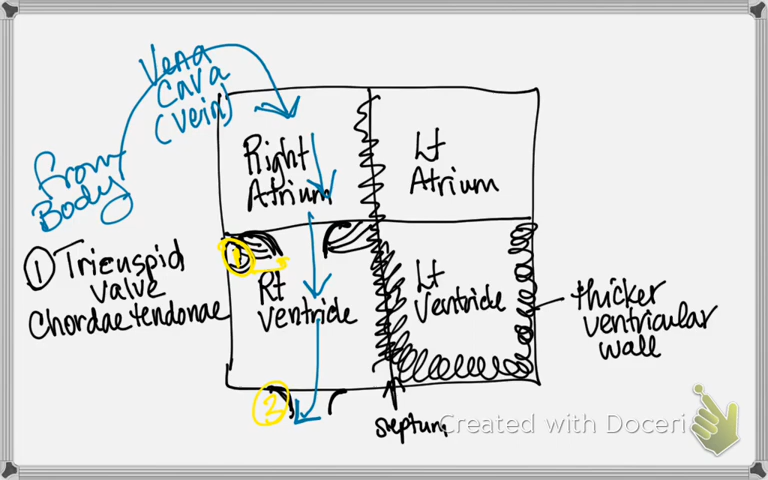 Vena
Cava
(vein)
From
Body
Right
Atrium
Lt
Atrium
① Tricuspid
valve
Chordae tendonae
①
Rt
Ventricle
Lt
Ventricle
thicker
ventricular
wall
②
septum
Created with Doceri